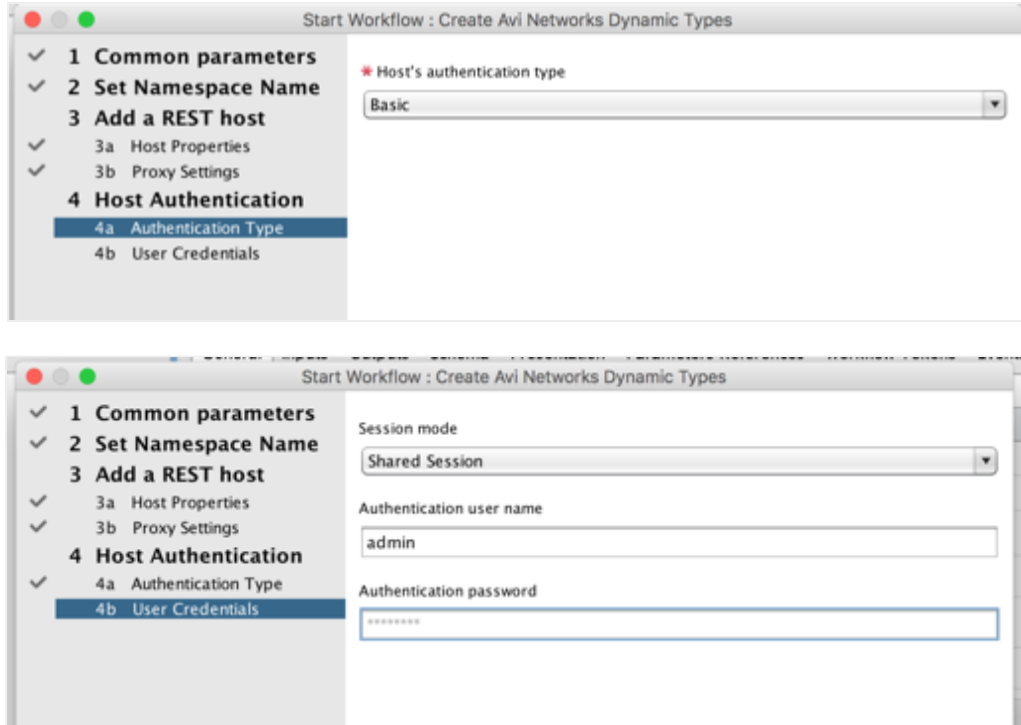 Start Workflow : Create Avi Networks Dynamic Types
1 Common parameters
2 Set Namespace Name
3 Add a REST host
3a Host Properties
3b Proxy Settings
4 Host Authentication
4a Authentication Type
4b User Credentials
* Host's authentication type
Basic
Start Workflow : Create Avi Networks Dynamic Types
1 Common parameters
2 Set Namespace Name
3 Add a REST host
3a Host Properties
3b Proxy Settings
4 Host Authentication
4a Authentication Type
4b User Credentials
Session mode
Shared Session
Authentication user name
admin
Authentication password
********